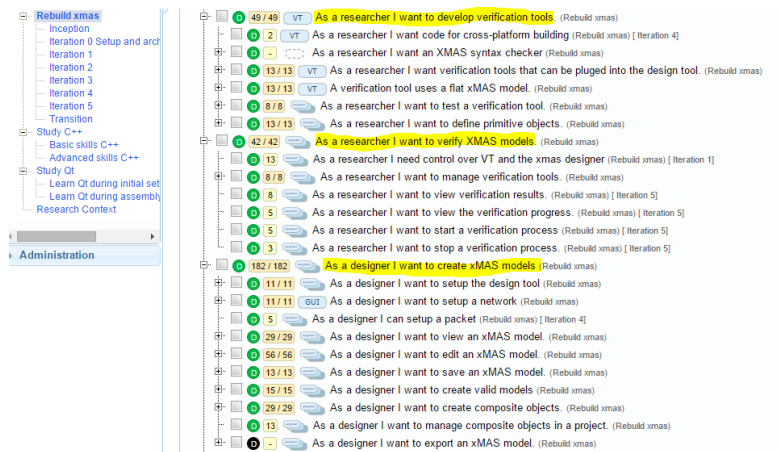 Rebuild xmas
Inception
Iteration 0 Setup and arch
Iteration 1
Iteration 2
Iteration 3
Iteration 4
Iteration 5
Transition
Study C++
Basic skills C++
Advanced skills C++
Study Qt
Learn Qt during initial set
Learn Qt during assembly
Research Context
Administration
D 49 / 49 VT As a researcher I want to develop verification tools. (Rebuild xmas)
D 2 VT As a researcher I want code for cross-platform building (Rebuild xmas) [ Iteration 4]
D - As a researcher I want an XMAS syntax checker (Rebuild xmas)
D 13 / 13 VT As a researcher I want verification tools that can be pluged into the design tool. (Rebuild xmas)
D 13 / 13 VT A verification tool uses a flat xMAS model. (Rebuild xmas)
D 8 / 8 As a researcher I want to test a verification tool. (Rebuild xmas)
D 13 / 13 As a researcher I want to define primitive objects. (Rebuild xmas)
D 42 / 42 As a researcher I want to verify XMAS models. (Rebuild xmas)
D 13 As a researcher I need control over VT and the xmas designer (Rebuild xmas) [ Iteration 1]
D 8 / 8 As a researcher I want to manage verification tools. (Rebuild xmas)
D 8 As a researcher I want to view verification results. (Rebuild xmas) [ Iteration 5]
D 5 As a researcher I want to view the verification progress. (Rebuild xmas) [ Iteration 5]
D 5 As a researcher I want to start a verification process (Rebuild xmas) [ Iteration 5]
D 3 As a researcher I want to stop a verification process. (Rebuild xmas) [ Iteration 5]
D 182 / 182 As a designer I want to create xMAS models (Rebuild xmas)
D 11 / 11 As a designer I want to setup the design tool (Rebuild xmas)
D 11 / 11 GUI As a designer I want to setup a network (Rebuild xmas)
D 5 As a designer I can setup a packet (Rebuild xmas) [ Iteration 4]
D 29 / 29 As a designer I want to view an xMAS model. (Rebuild xmas)
D 56 / 56 As a designer I want to edit an xMAS model. (Rebuild xmas)
D 13 / 13 As a designer I want to save an xMAS model. (Rebuild xmas)
D 15 / 15 As a designer I want to create valid models (Rebuild xmas)
D 29 / 29 As a designer I want to create composite objects. (Rebuild xmas)
D 13 As a designer I want to manage composite objects in a project. (Rebuild xmas)
D - As a designer I want to export an xMAS model. (Rebuild xmas)